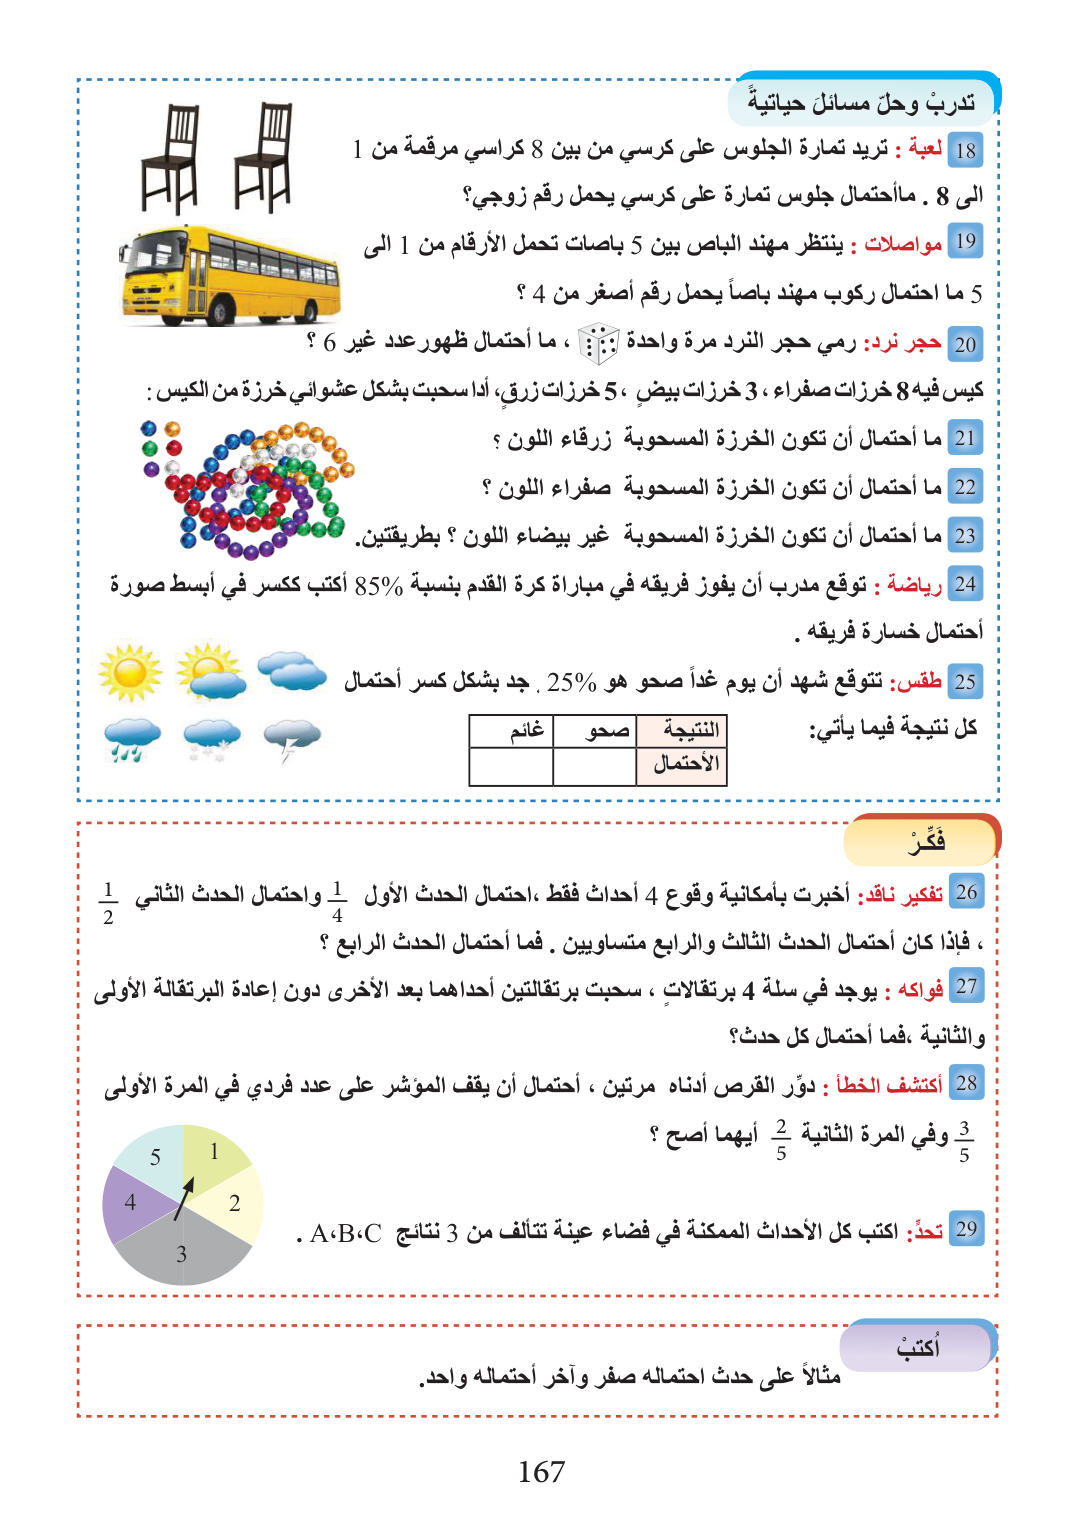 تدربْ وحلّ مسائلَ حياتيةً
18 لعبة : تريد تمارة الجلوس على كرسي من بين 8 كراسي مرقمة من 1
الى 8 . ماأحتمال جلوس تمارة على كرسي يحمل رقم زوجي؟
19 مواصلات : ينتظر مهند الباص بين 5 باصات تحمل الأرقام من 1 الى
5 ما احتمال ركوب مهند باصاً يحمل رقم أصغر من 4 ؟
20 حجر نرد: رمي حجر النرد مرة واحدة ، ما أحتمال ظهورعدد غير 6 ؟
كيس فيه 8 خرزات صفراء ، 3 خرزات بيضٍ ، 5 خرزات زرقٍ، أدا سحبت بشكل عشوائي خرزة من الكيس :
21 ما أحتمال أن تكون الخرزة المسحوبة زرقاء اللون ؟
22 ما أحتمال أن تكون الخرزة المسحوبة صفراء اللون ؟
23 ما أحتمال أن تكون الخرزة المسحوبة غير بيضاء اللون ؟ بطريقتين.
24 رياضة : توقع مدرب أن يفوز فريقه في مباراة كرة القدم بنسبة 85% أكتب ككسر في أبسط صورة
أحتمال خسارة فريقه .
25 طقس: تتوقع شهد أن يوم غداً صحو هو 25% . جد بشكل كسر أحتمال
كل نتيجة فيما يأتي:
النتيجة صحو غائم
الأحتمال
فَكِّرْ
26 تفكير ناقد: أخبرت بأمكانية وقوع 4 أحداث فقط ،احتمال الحدث الأول 1/4 واحتمال الحدث الثاني 1/2
، فإذا كان أحتمال الحدث الثالث والرابع متساويين . فما أحتمال الحدث الرابع ؟
27 فواكه : يوجد في سلة 4 برتقالاتٍ ، سحبت برتقالتين أحداهما بعد الأخرى دون إعادة البرتقالة الأولى
والثانية ،فما أحتمال كل حدث؟
28 أكتشف الخطأ : دوِّر القرص أدناه مرتين ، أحتمال أن يقف المؤشر على عدد فردي في المرة الأولى
3/5 وفي المرة الثانية 2/5 أيهما أصح ؟
5 1
4 2
3
29 تحدٍّ: اكتب كل الأحداث الممكنة في فضاء عينة تتألف من 3 نتائج A،B،C .
أُكتبْ
مثالاً على حدث احتماله صفر وآخر أحتماله واحد.
167